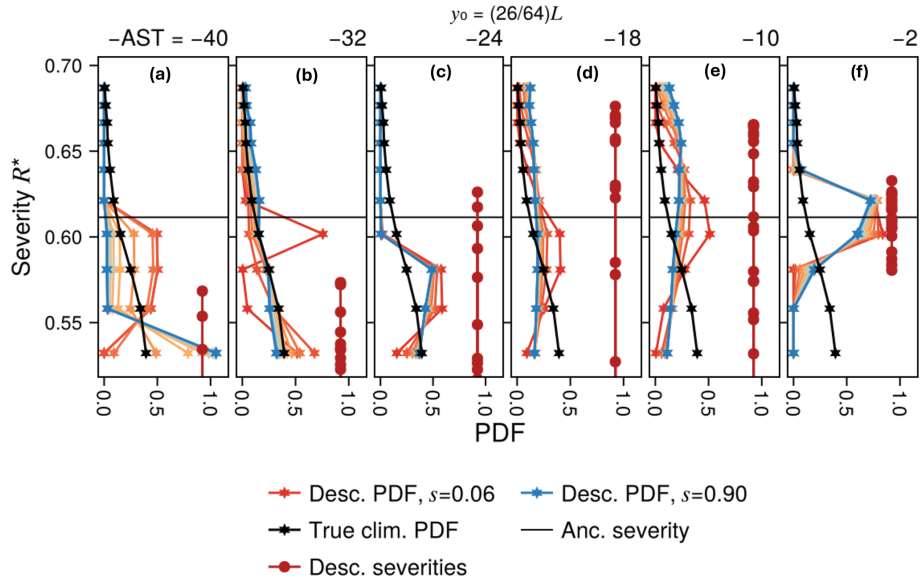 y₀ = (26/64)L
−AST = −40 −32 −24 −18 −10 −2
(a) (b) (c) (d) (e) (f)
0.70
0.65
0.60
0.55
Severity R*
0.0 0.5 1.0 0.0 0.5 1.0 0.0 0.5 1.0 0.0 0.5 1.0 0.0 0.5 1.0 0.0 0.5 1.0
PDF
Desc. PDF, s=0.06 Desc. PDF, s=0.90
True clim. PDF Anc. severity
Desc. severities